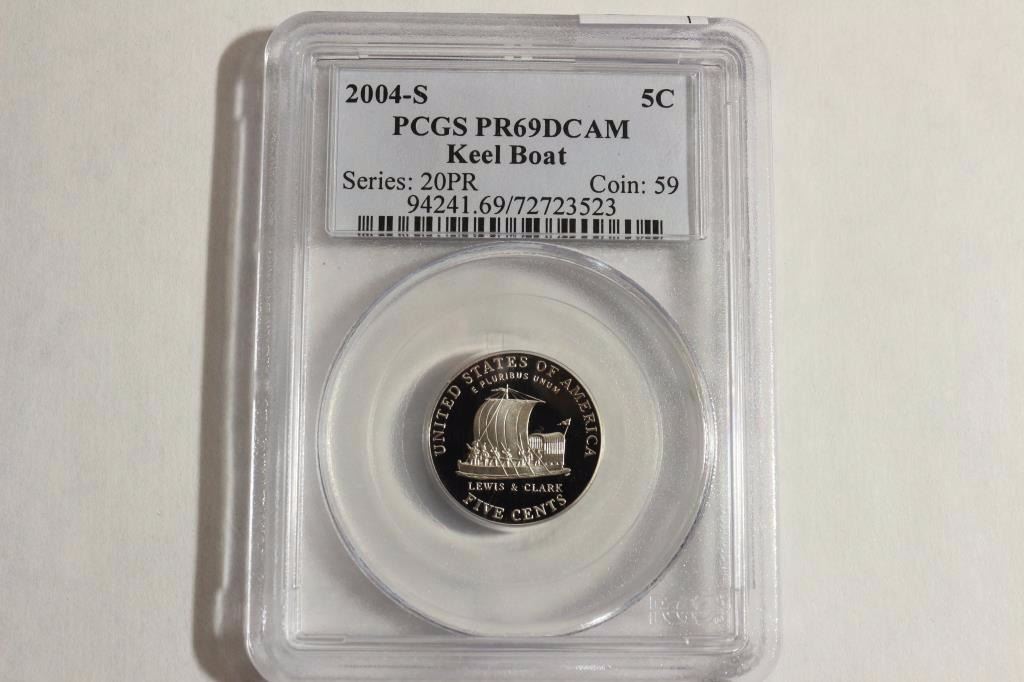 2004-S 5C
PCGS PR69DCAM
Keel Boat
Series: 20PR Coin: 59
94241.69/72723523
UNITED STATES OF AMERICA
E PLURIBUS UNUM
LEWIS & CLARK
FIVE CENTS
PCGS